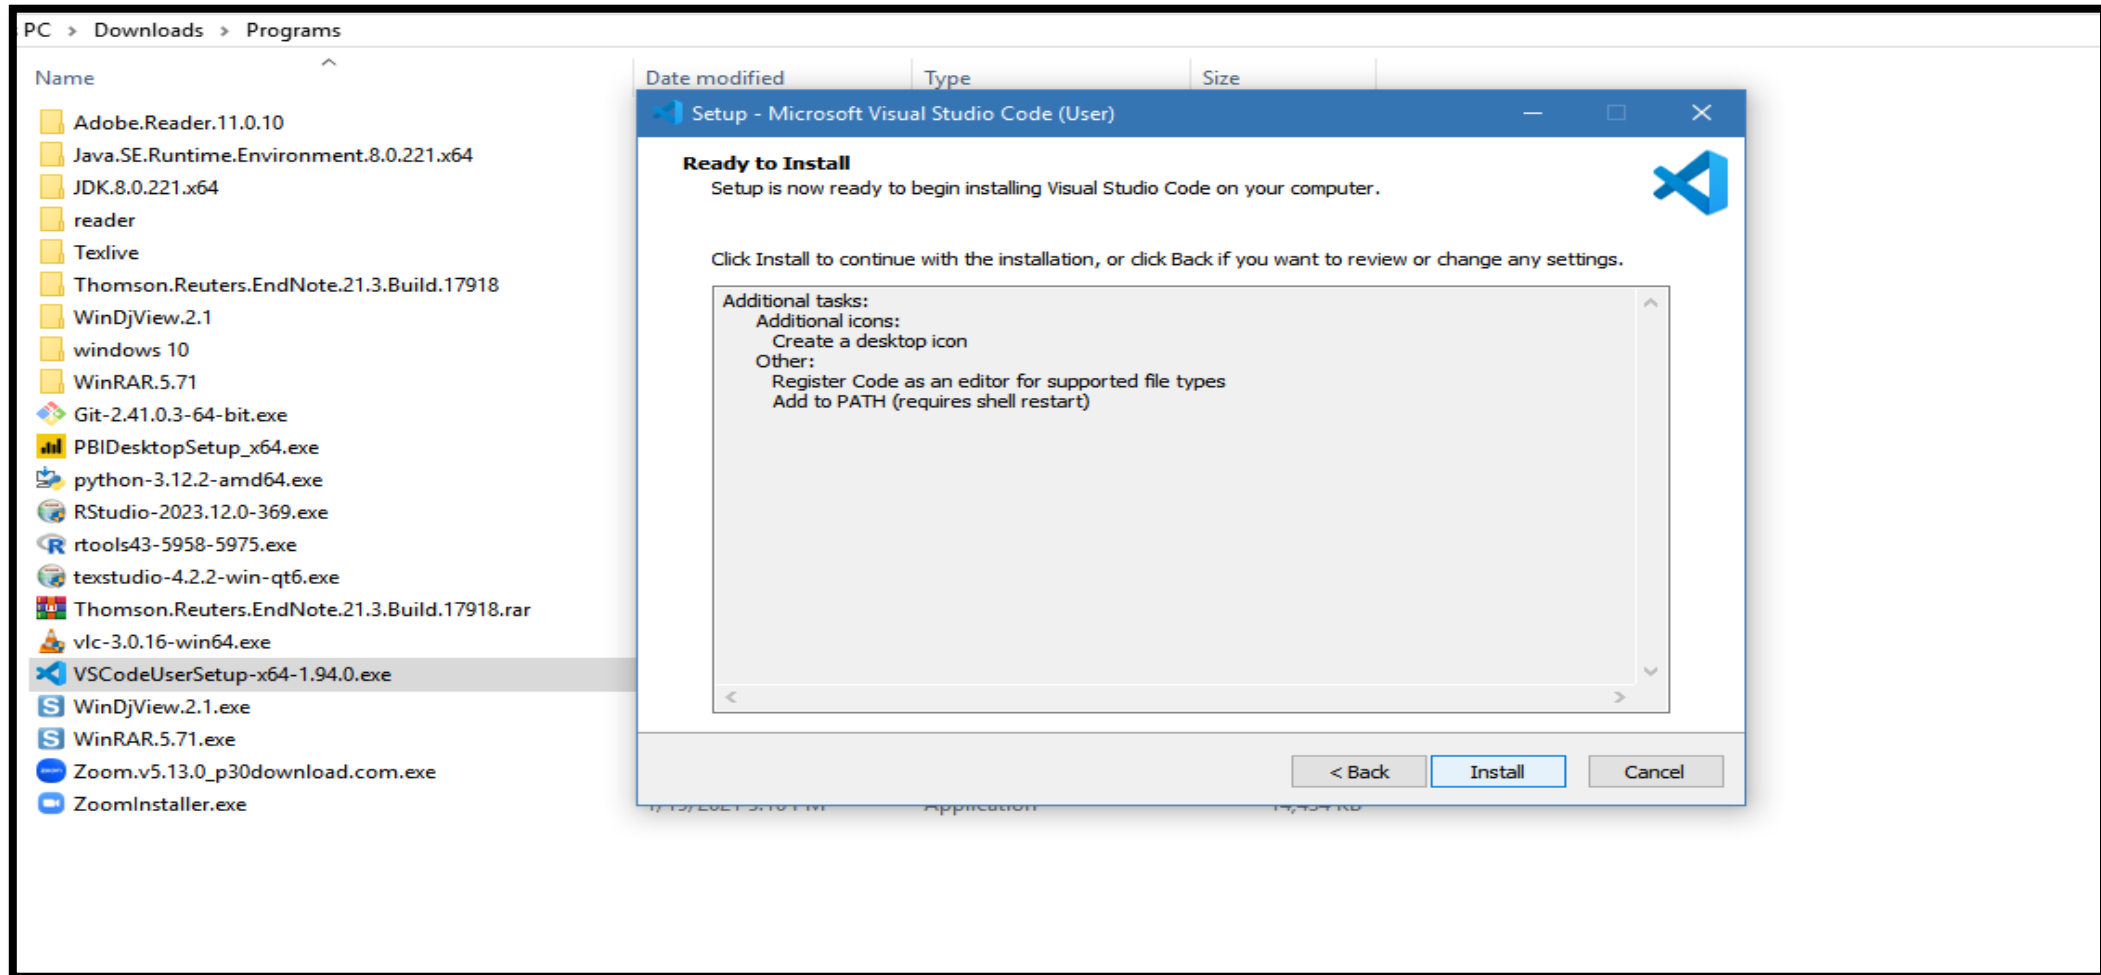 PC > Downloads > Programs
Name Date modified Type Size
Adobe.Reader.11.0.10
Java.SE.Runtime.Environment.8.0.221.x64
JDK.8.0.221.x64
reader
Texlive
Thomson.Reuters.EndNote.21.3.Build.17918
WinDjView.2.1
windows 10
WinRAR.5.71
Git-2.41.0.3-64-bit.exe
PBIDesktopSetup_x64.exe
python-3.12.2-amd64.exe
RStudio-2023.12.0-369.exe
rtools43-5958-5975.exe
texstudio-4.2.2-win-qt6.exe
Thomson.Reuters.EndNote.21.3.Build.17918.rar
vlc-3.0.16-win64.exe
VSCodeUserSetup-x64-1.94.0.exe
WinDjView.2.1.exe
WinRAR.5.71.exe
Zoom.v5.13.0_p30download.com.exe
ZoomInstaller.exe
Setup - Microsoft Visual Studio Code (User)
Ready to Install
Setup is now ready to begin installing Visual Studio Code on your computer.
Click Install to continue with the installation, or click Back if you want to review or change any settings.
Additional tasks:
Additional icons:
Create a desktop icon
Other:
Register Code as an editor for supported file types
Add to PATH (requires shell restart)
< Back Install Cancel
Application